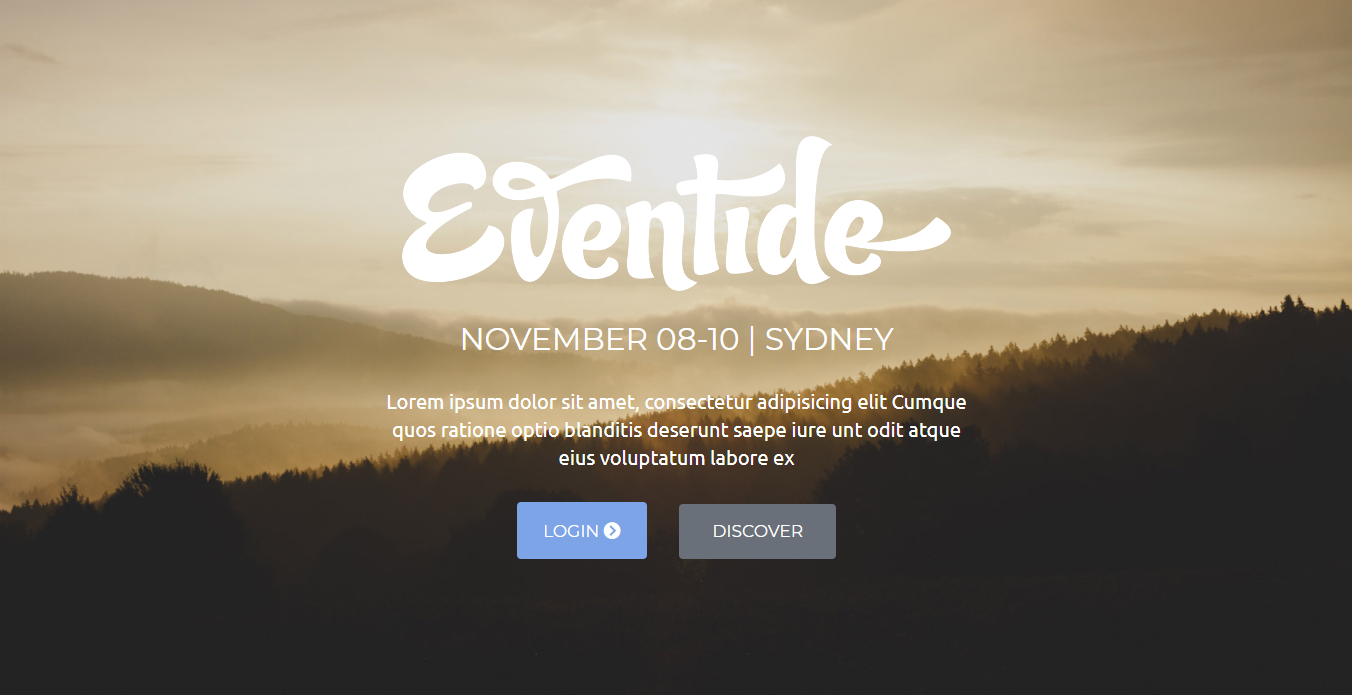 Eventide
NOVEMBER 08-10 | SYDNEY
Lorem ipsum dolor sit amet, consectetur adipisicing elit Cumque
quos ratione optio blanditis deserunt saepe iure unt odit atque
eius voluptatum labore ex
LOGIN
DISCOVER